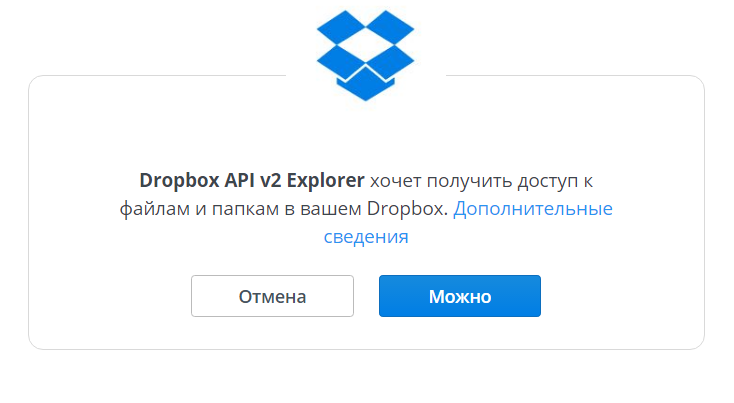 Dropbox API v2 Explorer хочет получить доступ к
файлам и папкам в вашем Dropbox. Дополнительные
сведения
Отмена
Можно